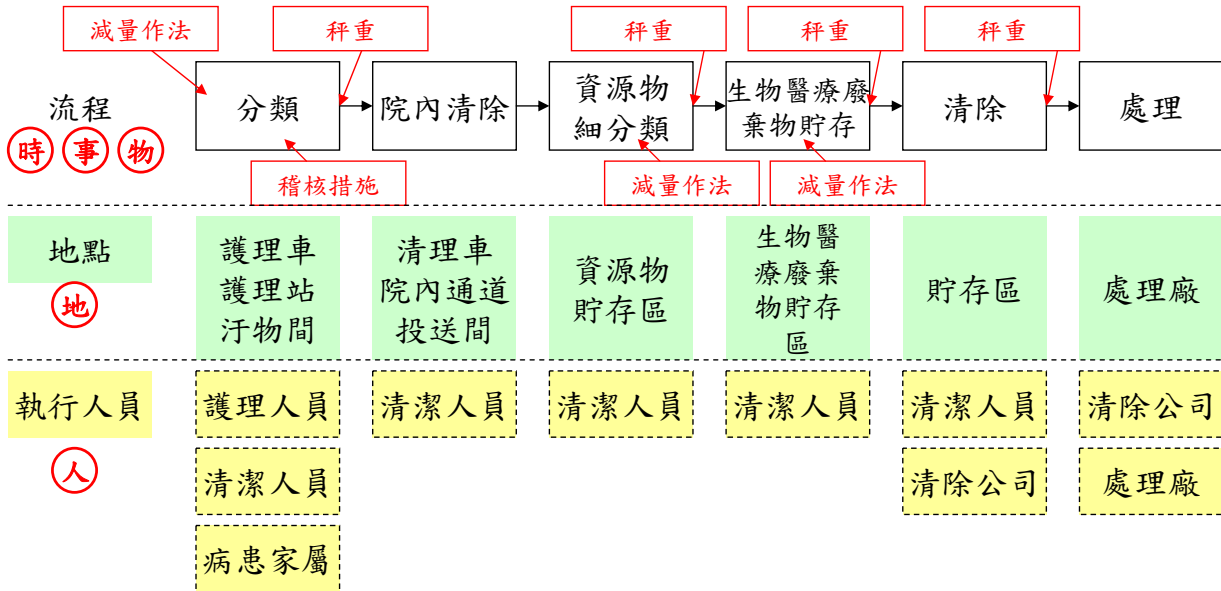 減量作法
秤重
秤重
秤重
秤重
流程
時 事 物
分類
院內清除
資源物
細分類
生物醫療廢
棄物貯存
清除
處理
稽核措施
減量作法
減量作法
地點
地
護理車
護理站
汙物間
清理車
院內通道
投送間
資源物
貯存區
生物醫
療廢棄
物貯存
區
貯存區
處理廠
執行人員
人
護理人員
清潔人員
清潔人員
清潔人員
清潔人員
清除公司
清潔人員
清除公司
處理廠
病患家屬